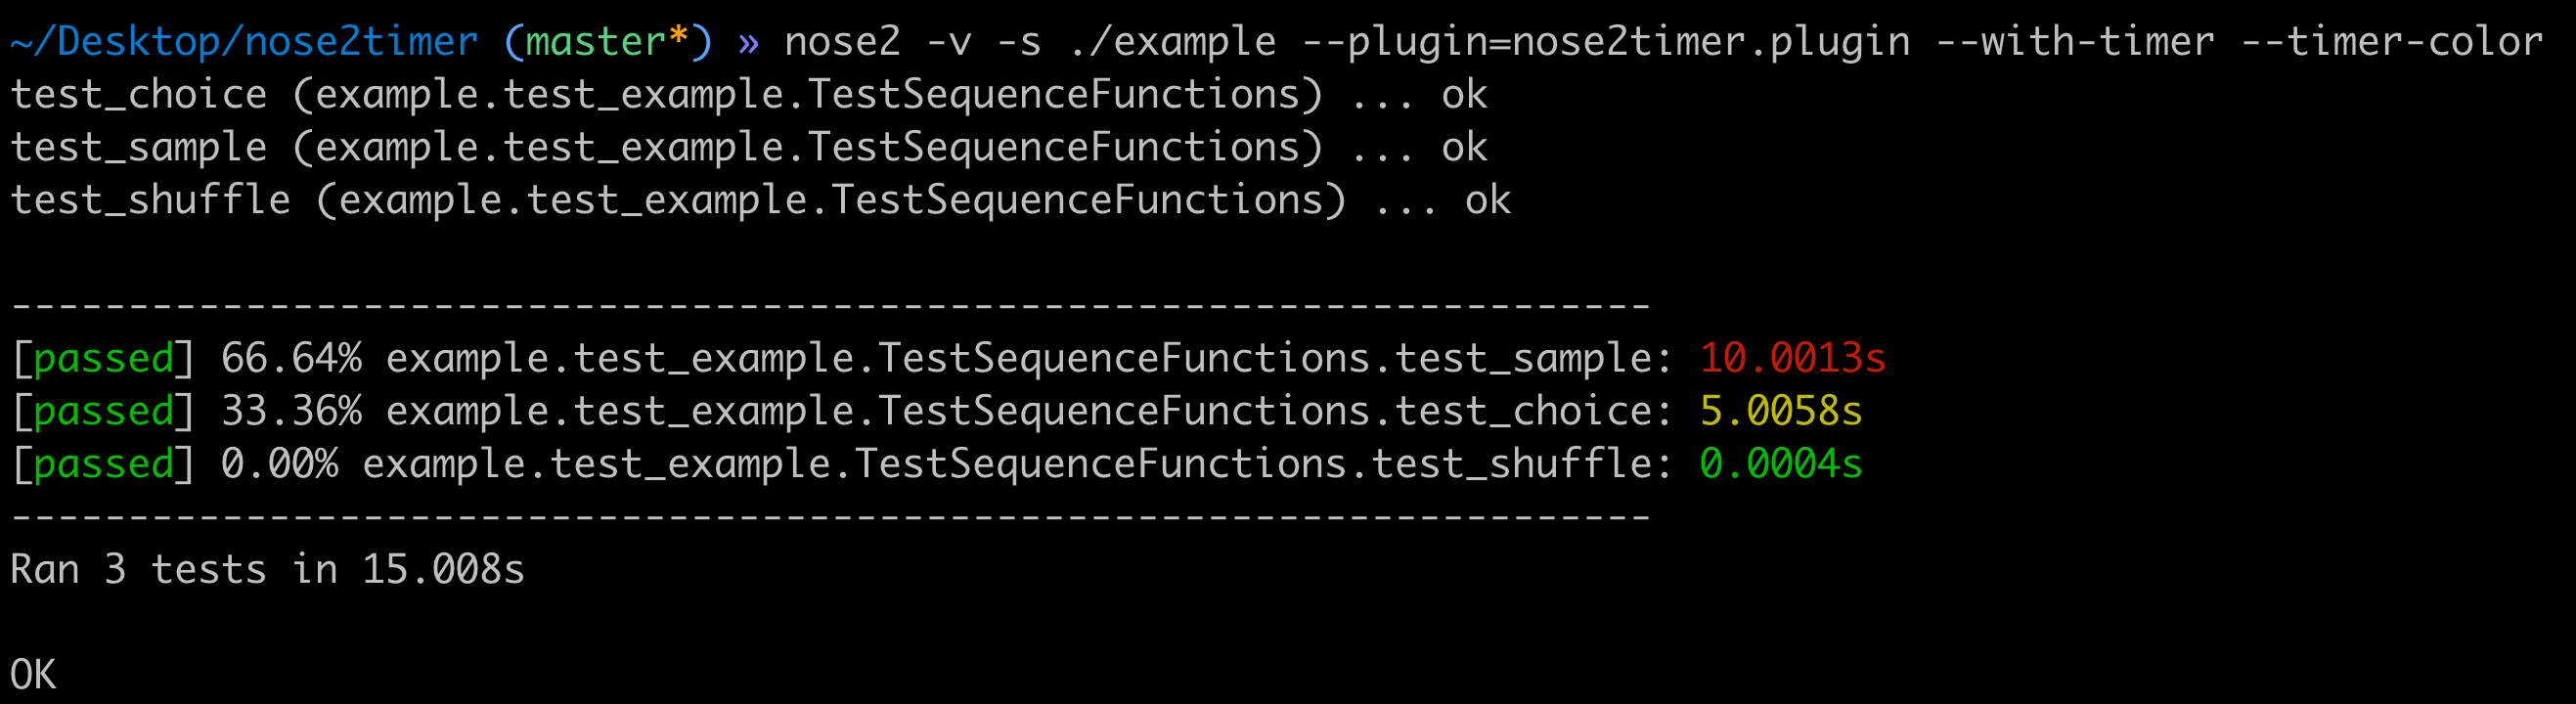 ~/Desktop/nose2timer (master*) » nose2 -v -s ./example --plugin=nose2timer.plugin --with-timer --timer-color
test_choice (example.test_example.TestSequenceFunctions) ... ok
test_sample (example.test_example.TestSequenceFunctions) ... ok
test_shuffle (example.test_example.TestSequenceFunctions) ... ok
----------------------------------------------------------------------
[passed] 66.64% example.test_example.TestSequenceFunctions.test_sample: 10.0013s
[passed] 33.36% example.test_example.TestSequenceFunctions.test_choice: 5.0058s
[passed] 0.00% example.test_example.TestSequenceFunctions.test_shuffle: 0.0004s
----------------------------------------------------------------------
Ran 3 tests in 15.008s
OK